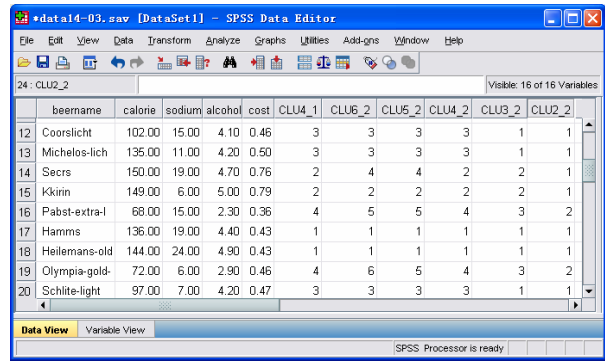 *data14-03.sav [DataSet1] - SPSS Data Editor
File Edit View Data Transform Analyze Graphs Utilities Add-ons Window Help
24 : CLU2_2 Visible: 16 of 16 Variables
beername calorie sodium alcohol cost CLU4_1 CLU6_2 CLU5_2 CLU4_2 CLU3_2 CLU2_2
12 Coorslicht 102.00 15.00 4.10 0.46 3 3 3 3 1 1
13 Michelos-lich 135.00 11.00 4.20 0.50 3 3 3 3 1 1
14 Secrs 150.00 19.00 4.70 0.76 2 4 4 2 2 1
15 Kkirin 149.00 6.00 5.00 0.79 2 2 2 2 2 1
16 Pabst-extra-l 68.00 15.00 2.30 0.36 4 5 5 4 3 2
17 Hamms 136.00 19.00 4.40 0.43 1 1 1 1 1 1
18 Heilemans-old 144.00 24.00 4.90 0.43 1 1 1 1 1 1
19 Olympia-gold- 72.00 6.00 2.90 0.46 4 6 5 4 3 2
20 Schlite-light 97.00 7.00 4.20 0.47 3 3 3 3 1 1
Data View Variable View
SPSS Processor is ready